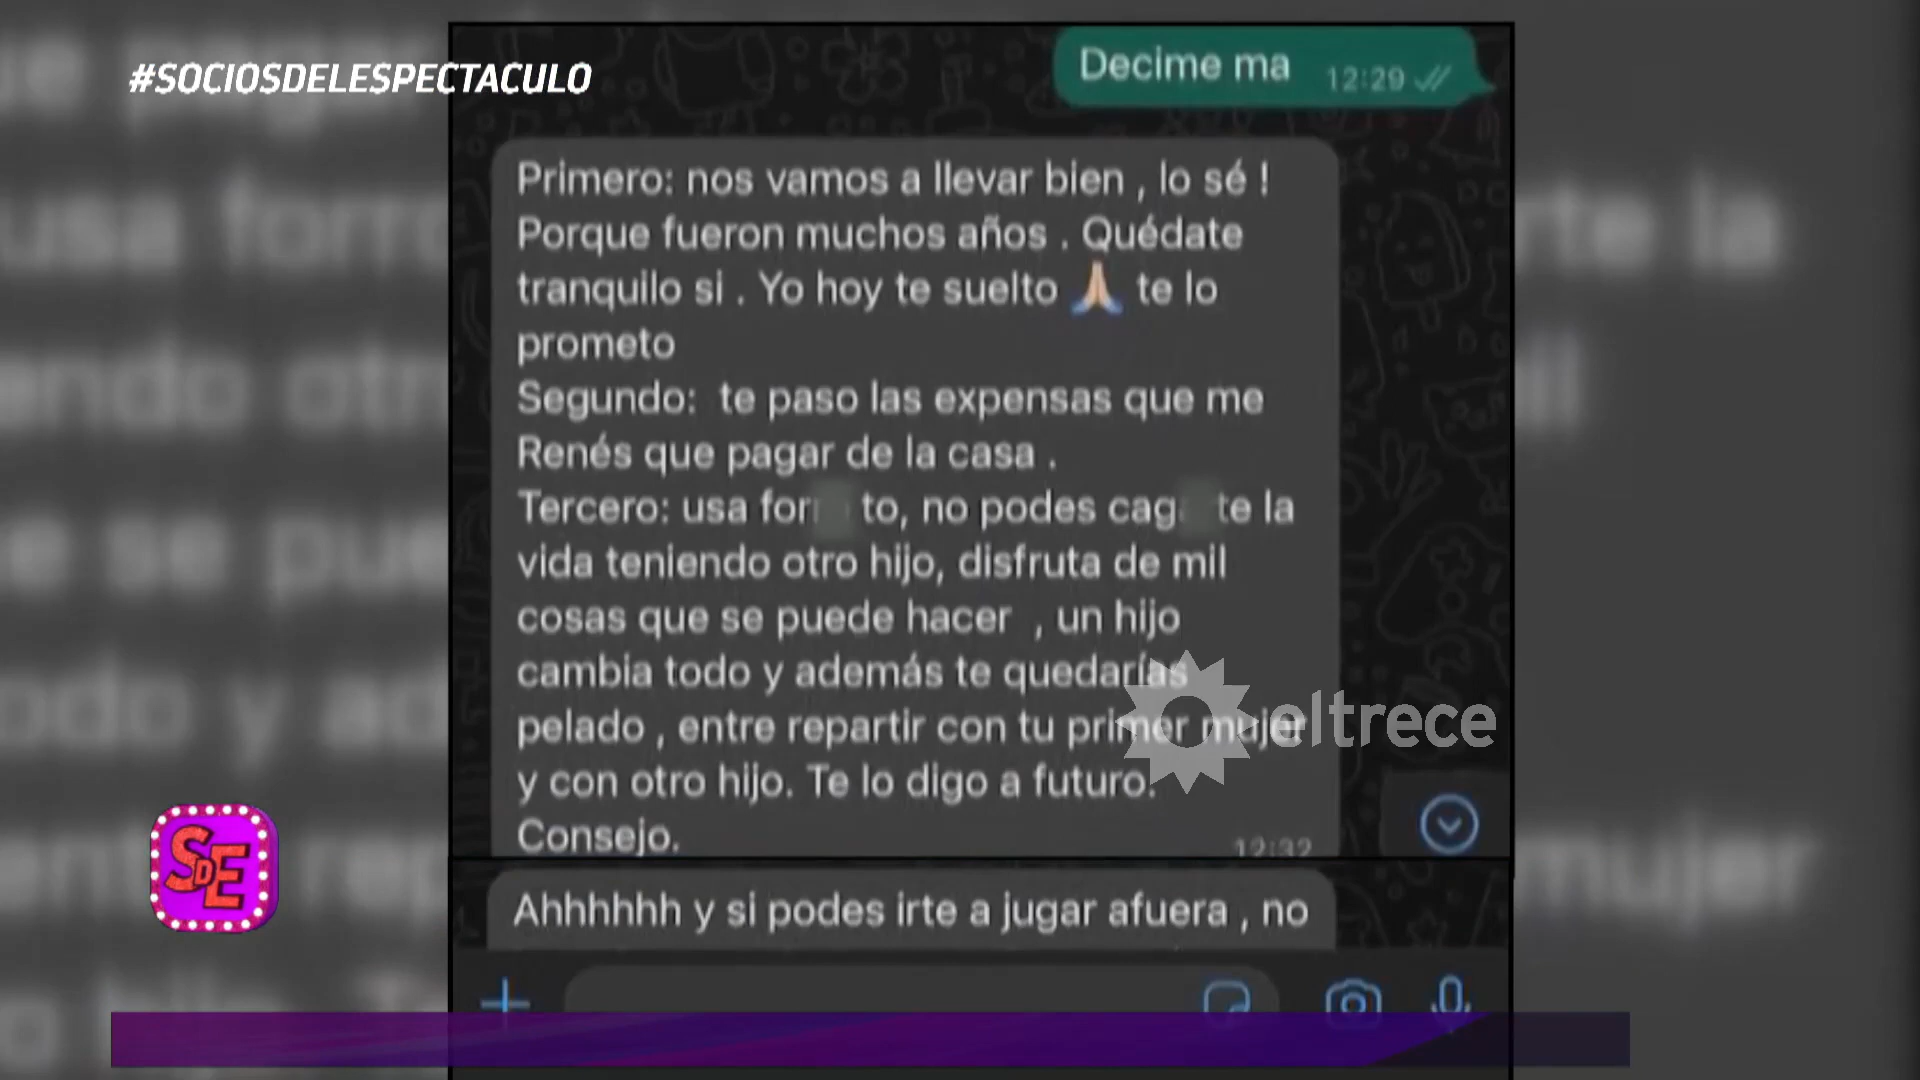 #SOCIOSDELESPECTACULO
Decime ma 12:29
Primero: nos vamos a llevar bien , lo sé !
Porque fueron muchos años . Quédate
tranquilo si . Yo hoy te suelto 🙏 te lo
prometo
Segundo:  te paso las expensas que me
Renés que pagar de la casa .
Tercero: usa for to, no podes cag te la
vida teniendo otro hijo, disfruta de mil
cosas que se puede hacer  , un hijo
cambia todo y además te quedarías
pelado , entre repartir con tu primer mujer
y con otro hijo. Te lo digo a futuro.
Consejo. 12:32
eltrece
SDE
Ahhhhhh y si podes irte a jugar afuera , no